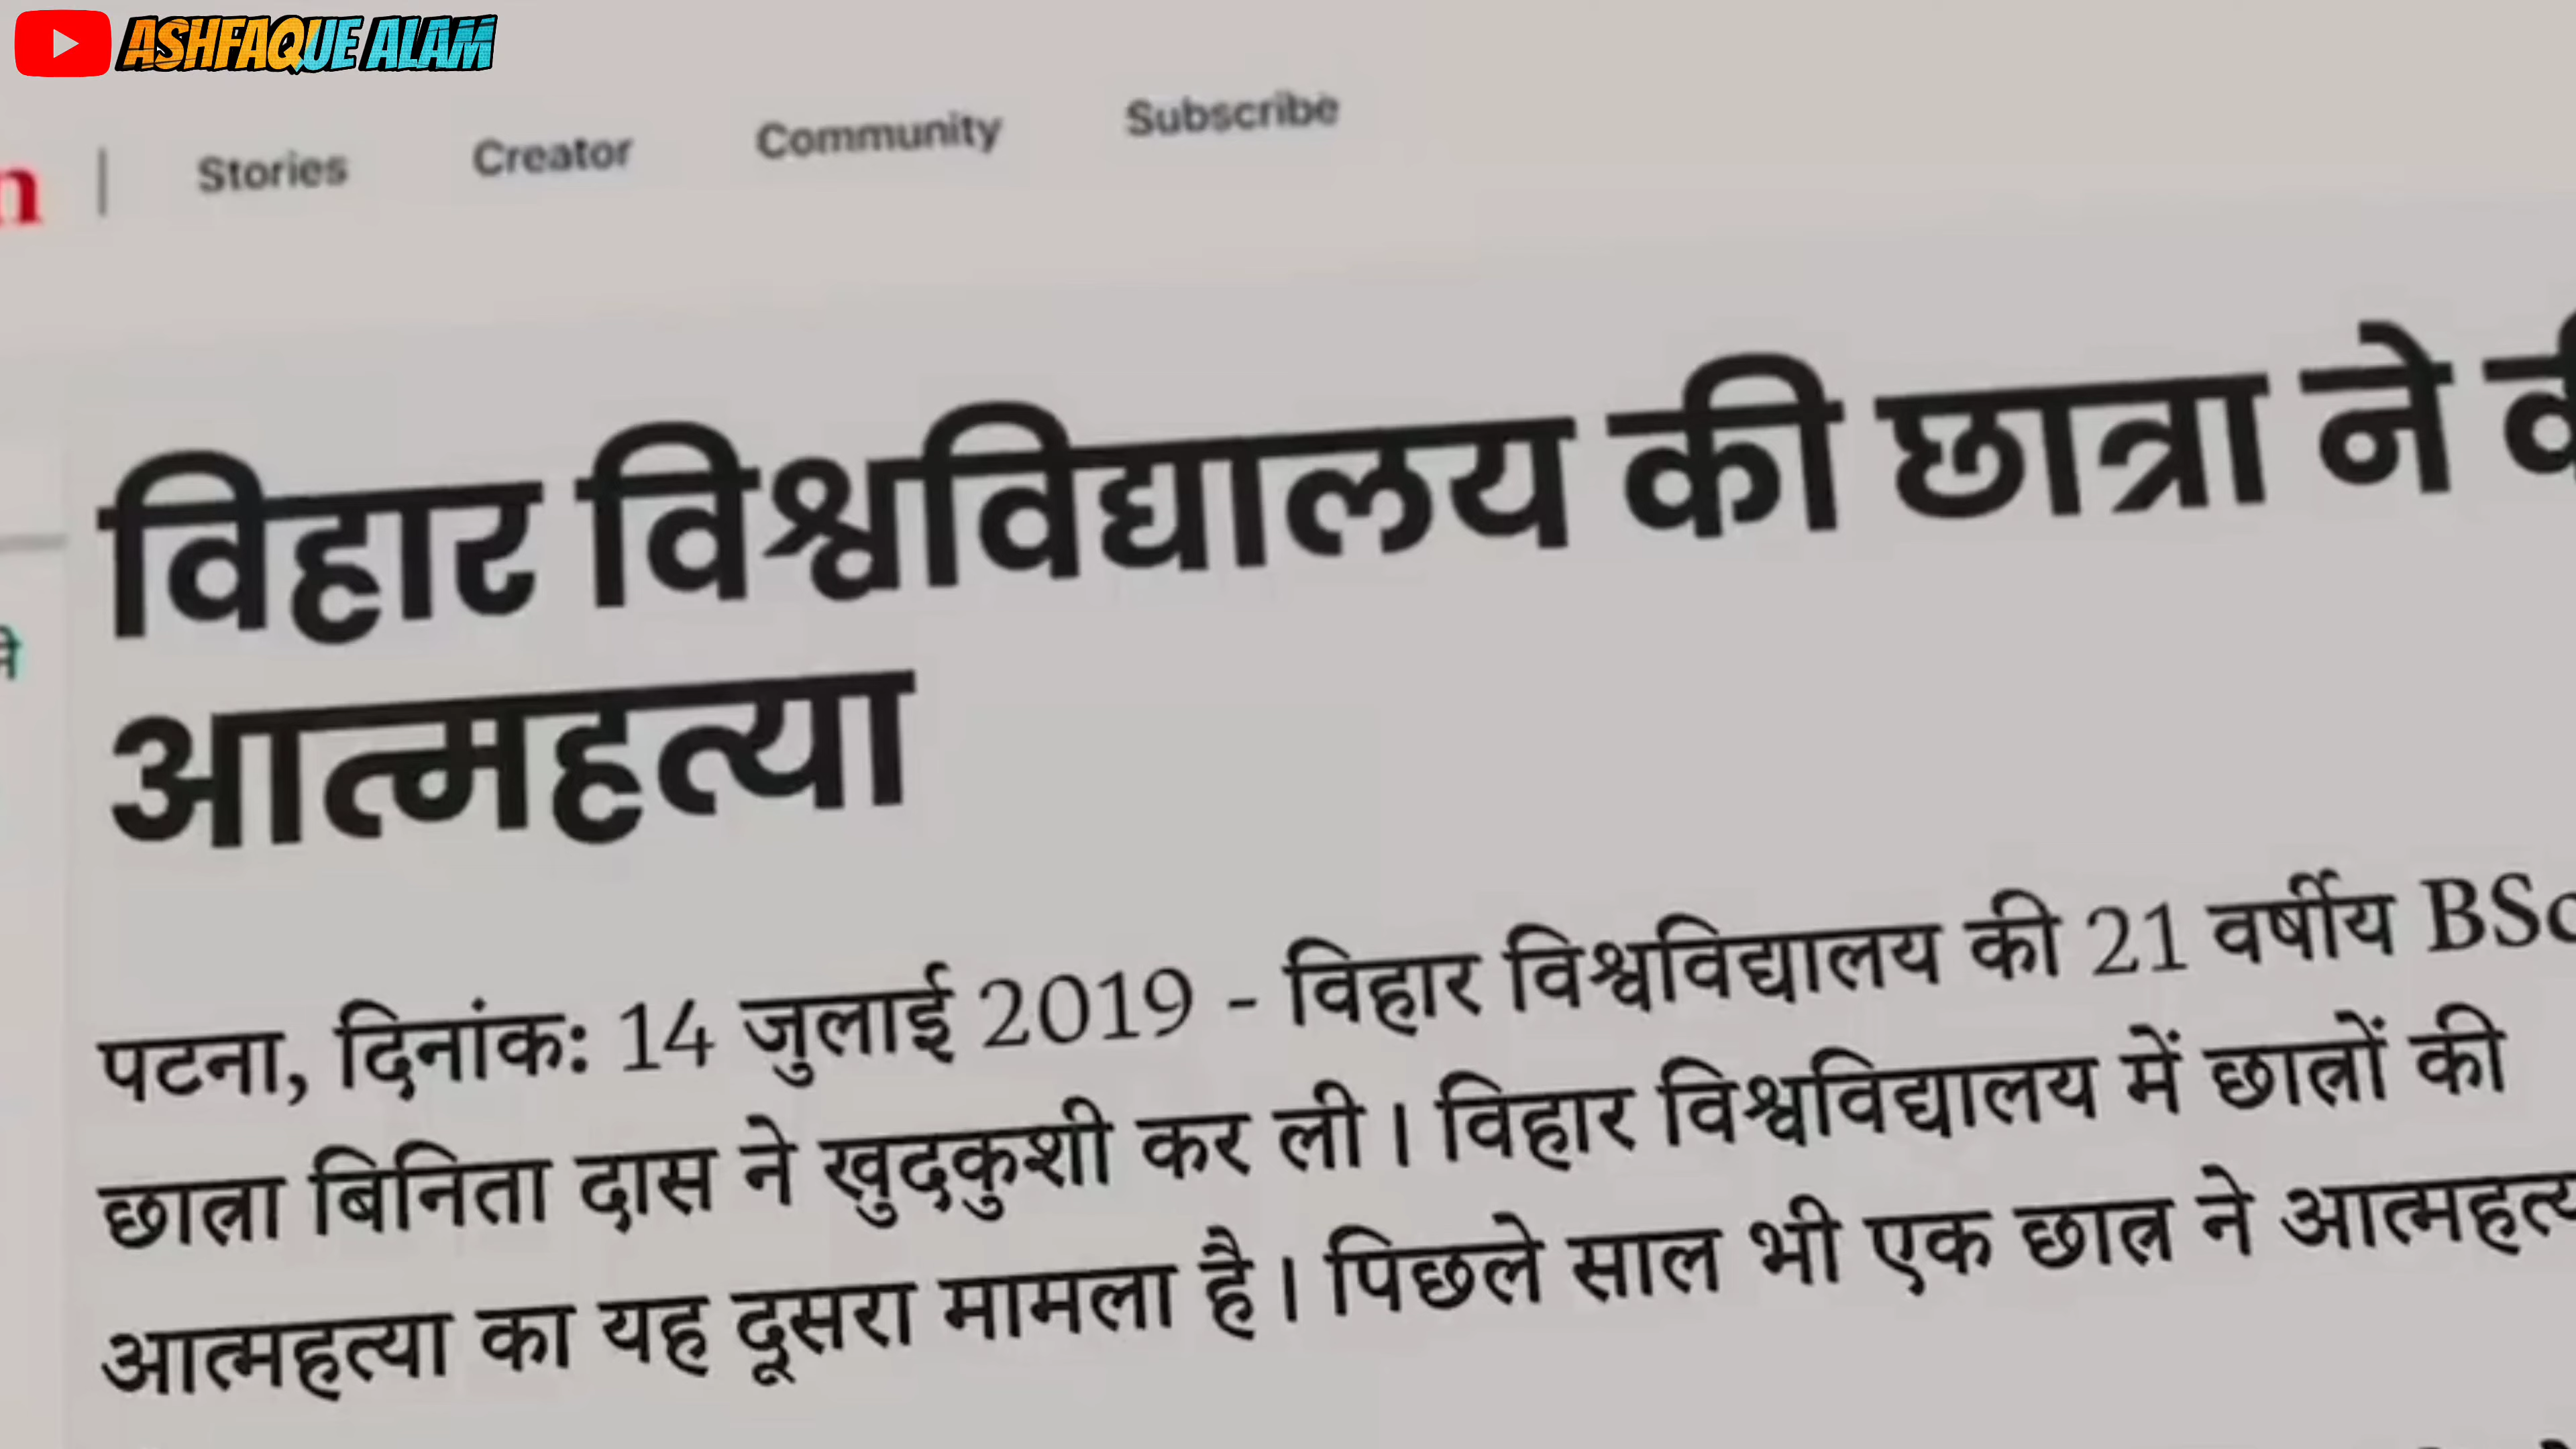 ASHFAQUE ALAM
n | Stories Creator Community Subscribe
विहार विश्वविद्यालय की छात्रा ने
आत्महत्या
पटना, दिनांक: 14 जुलाई 2019 - विहार विश्वविद्यालय की 21 वर्षीय BSc
छात्रा बिनिता दास ने खुदकुशी कर ली। विहार विश्वविद्यालय में छात्रों की
आत्महत्या का यह दूसरा मामला है। पिछले साल भी एक छात्र ने